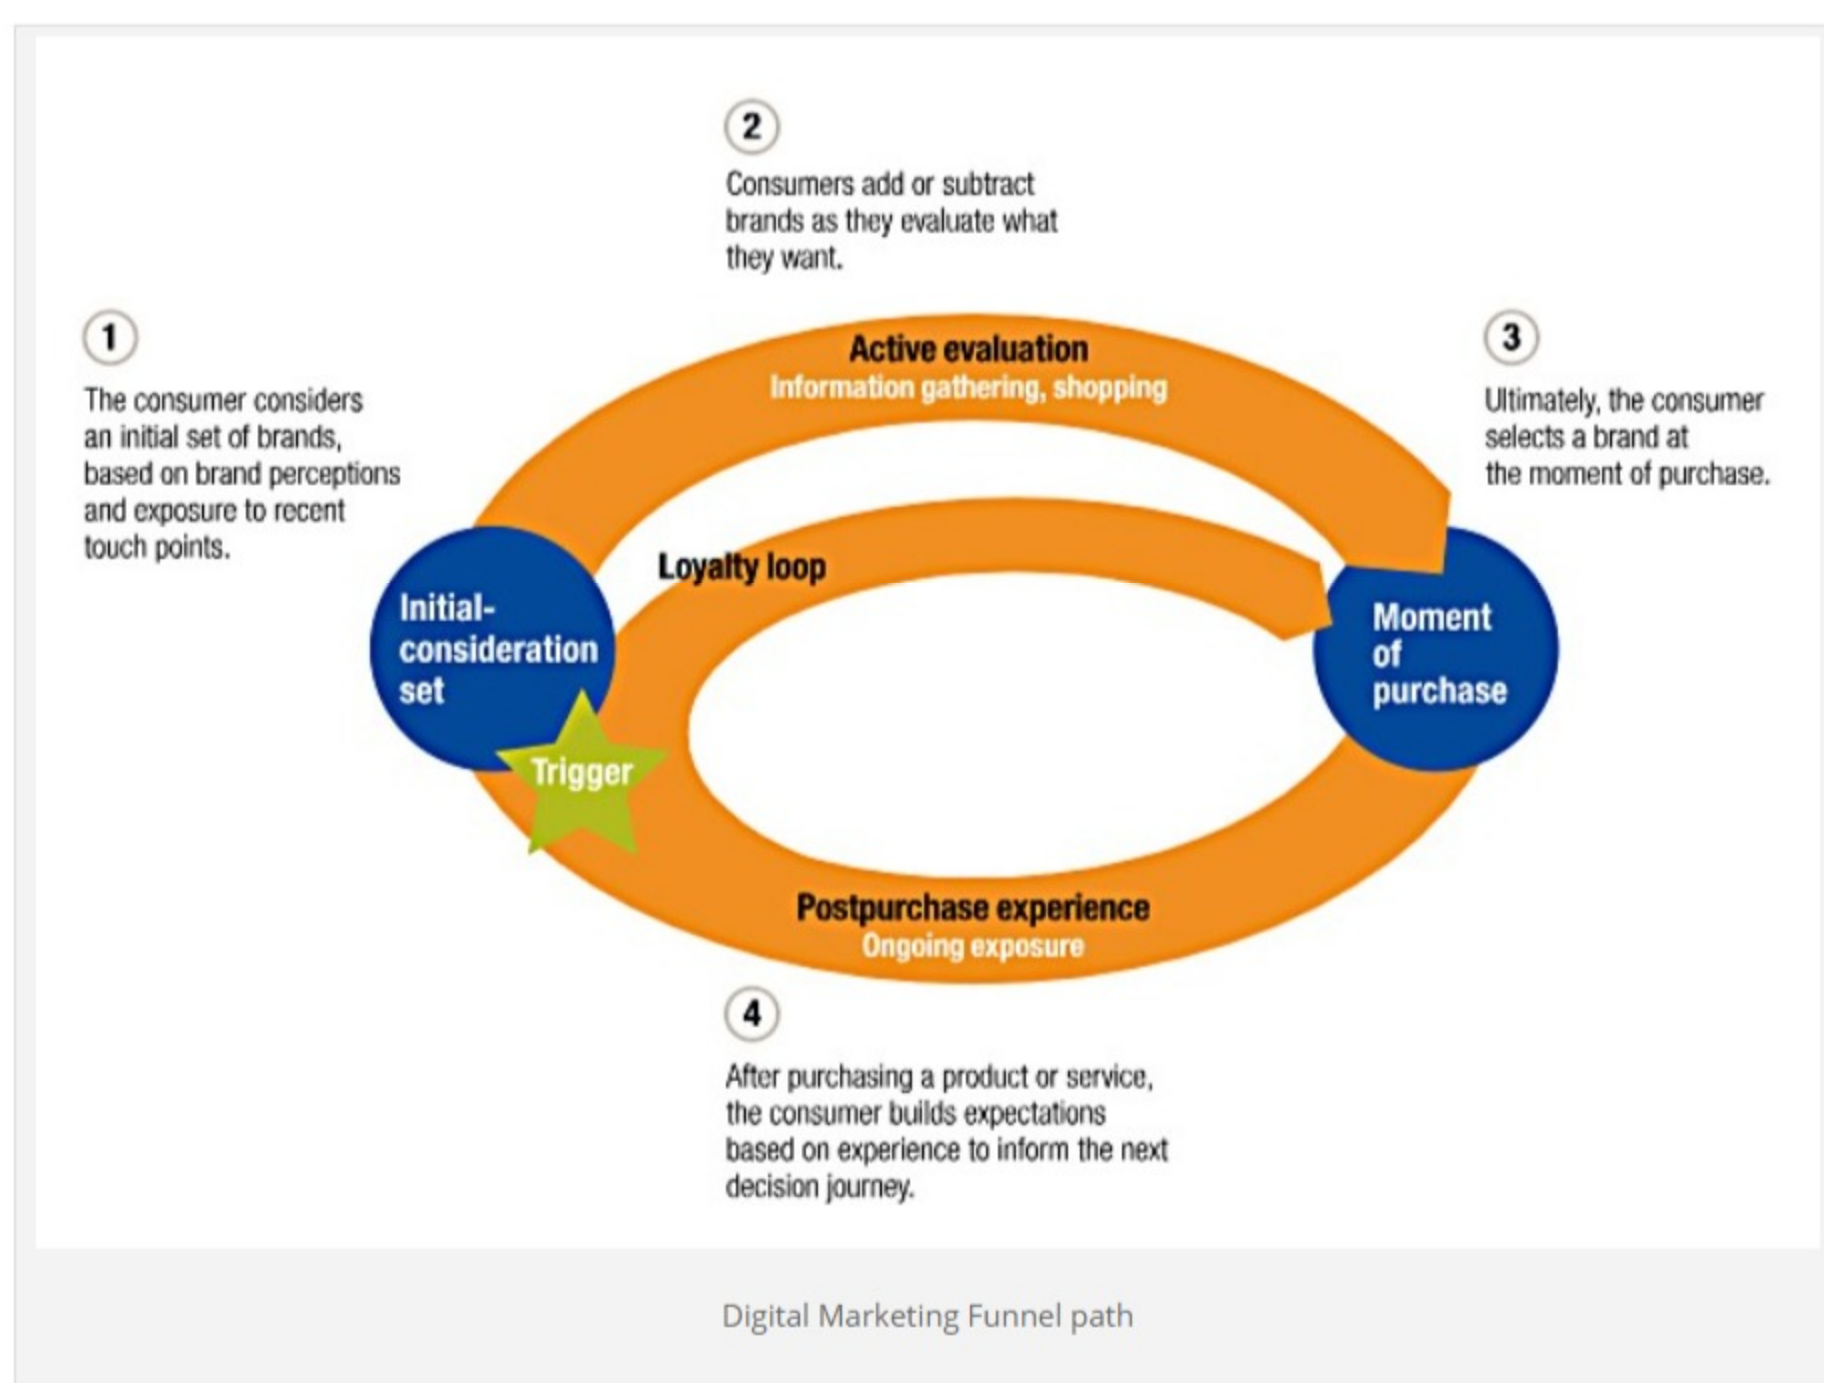 1
The consumer considers
an initial set of brands,
based on brand perceptions
and exposure to recent
touch points.
2
Consumers add or subtract
brands as they evaluate what
they want.
3
Ultimately, the consumer
selects a brand at
the moment of purchase.
Active evaluation
Information gathering, shopping
Loyalty loop
Initial-
consideration
set
Trigger
Moment
of
purchase
Postpurchase experience
Ongoing exposure
4
After purchasing a product or service,
the consumer builds expectations
based on experience to inform the next
decision journey.
Digital Marketing Funnel path